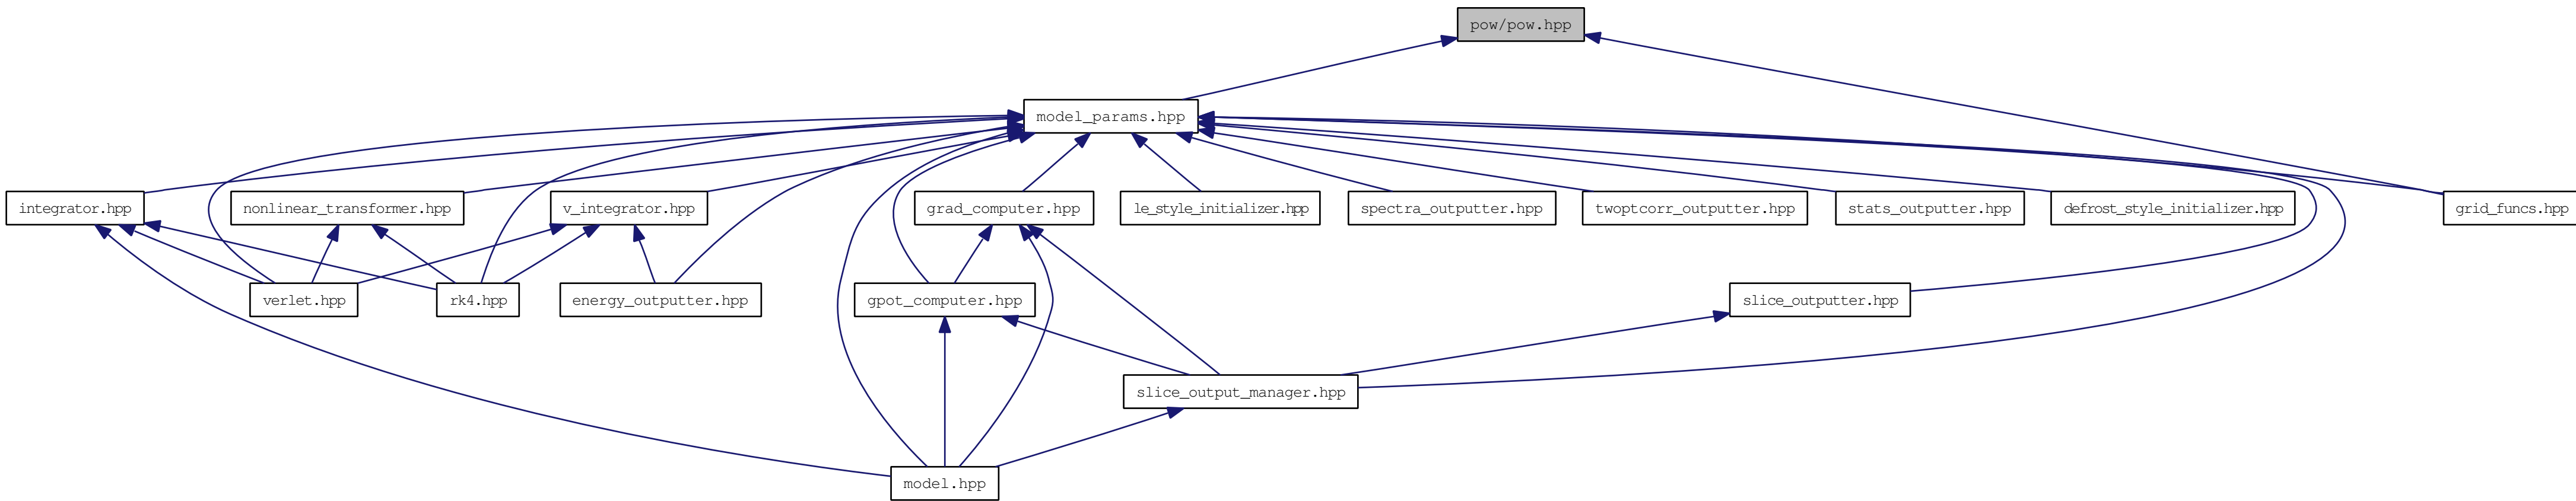 pow/pow.hpp
model_params.hpp
integrator.hpp
nonlinear_transformer.hpp
v_integrator.hpp
grad_computer.hpp
le_style_initializer.hpp
spectra_outputter.hpp
twoptcorr_outputter.hpp
stats_outputter.hpp
defrost_style_initializer.hpp
grid_funcs.hpp
verlet.hpp
rk4.hpp
energy_outputter.hpp
gpot_computer.hpp
slice_outputter.hpp
slice_output_manager.hpp
model.hpp